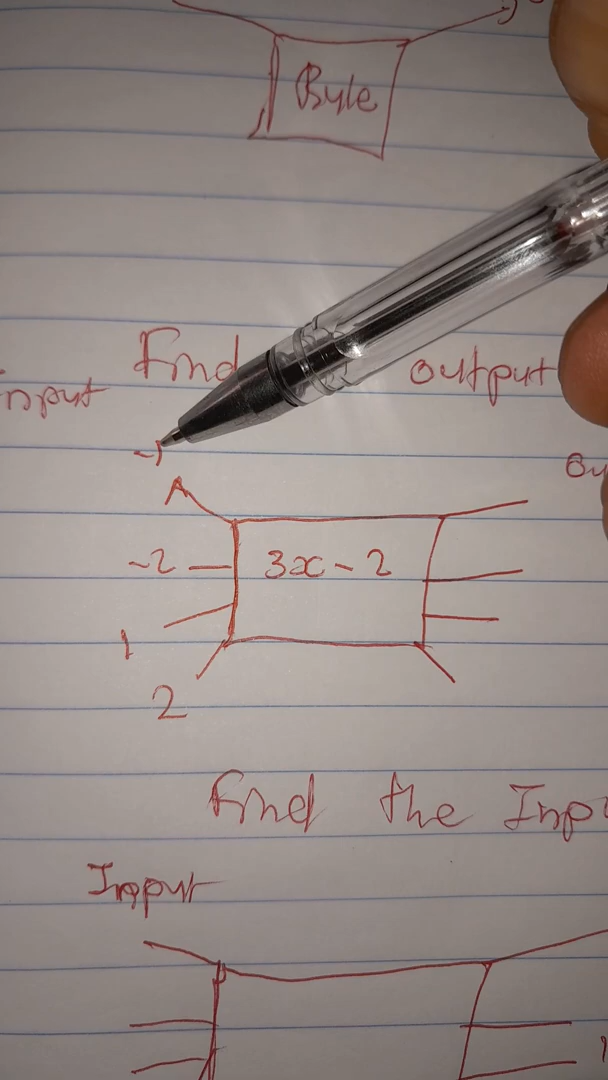 Rule
Find output
Input
-1
-2 3x - 2
1
2
Find the Inp
Input